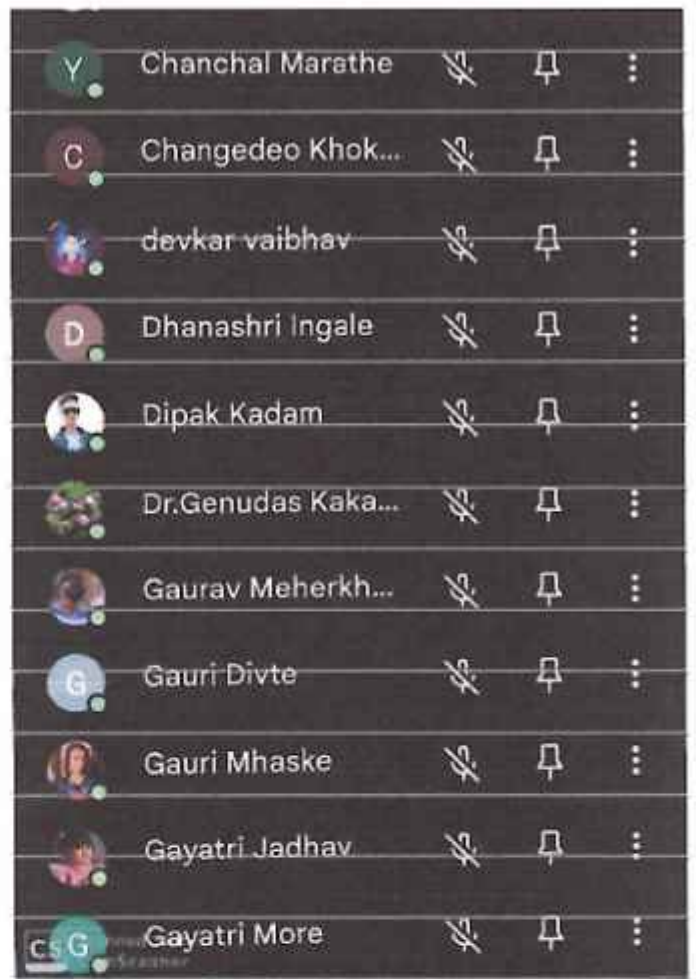 Y Chanchal Marathe
C Changedeo Khok...
devkar vaibhav
D Dhanashri Ingale
Dipak Kadam
Dr.Genudas Kaka...
Gaurav Meherkh...
G Gauri Divte
Gauri Mhaske
Gayatri Jadhav
G Gayatri More
CS